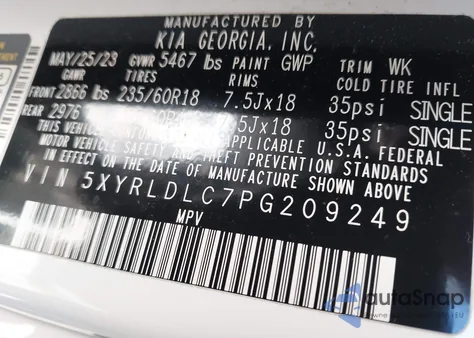 MANUFACTURED BY
KIA GEORGIA, INC.
MAY/25/23 GVWR 5467 lbs PAINT GWP TRIM WK
GAWR TIRES RIMS COLD TIRE INFL
FRONT 2866 lbs 235/60R18 7.5Jx18 35psi SINGLE
REAR 2976 5Jx18 35psi SINGLE
THIS VEHICLE APPLICABLE U.S.A. FEDERAL
MOTOR VEHICLE SAFETY AND THEFT PREVENTION STANDARDS
IN EFFECT ON THE DATE OF MANUFACTURE SHOWN ABOVE.
VIN 5XYRLDLC7PG209249
MPV
autoSnap